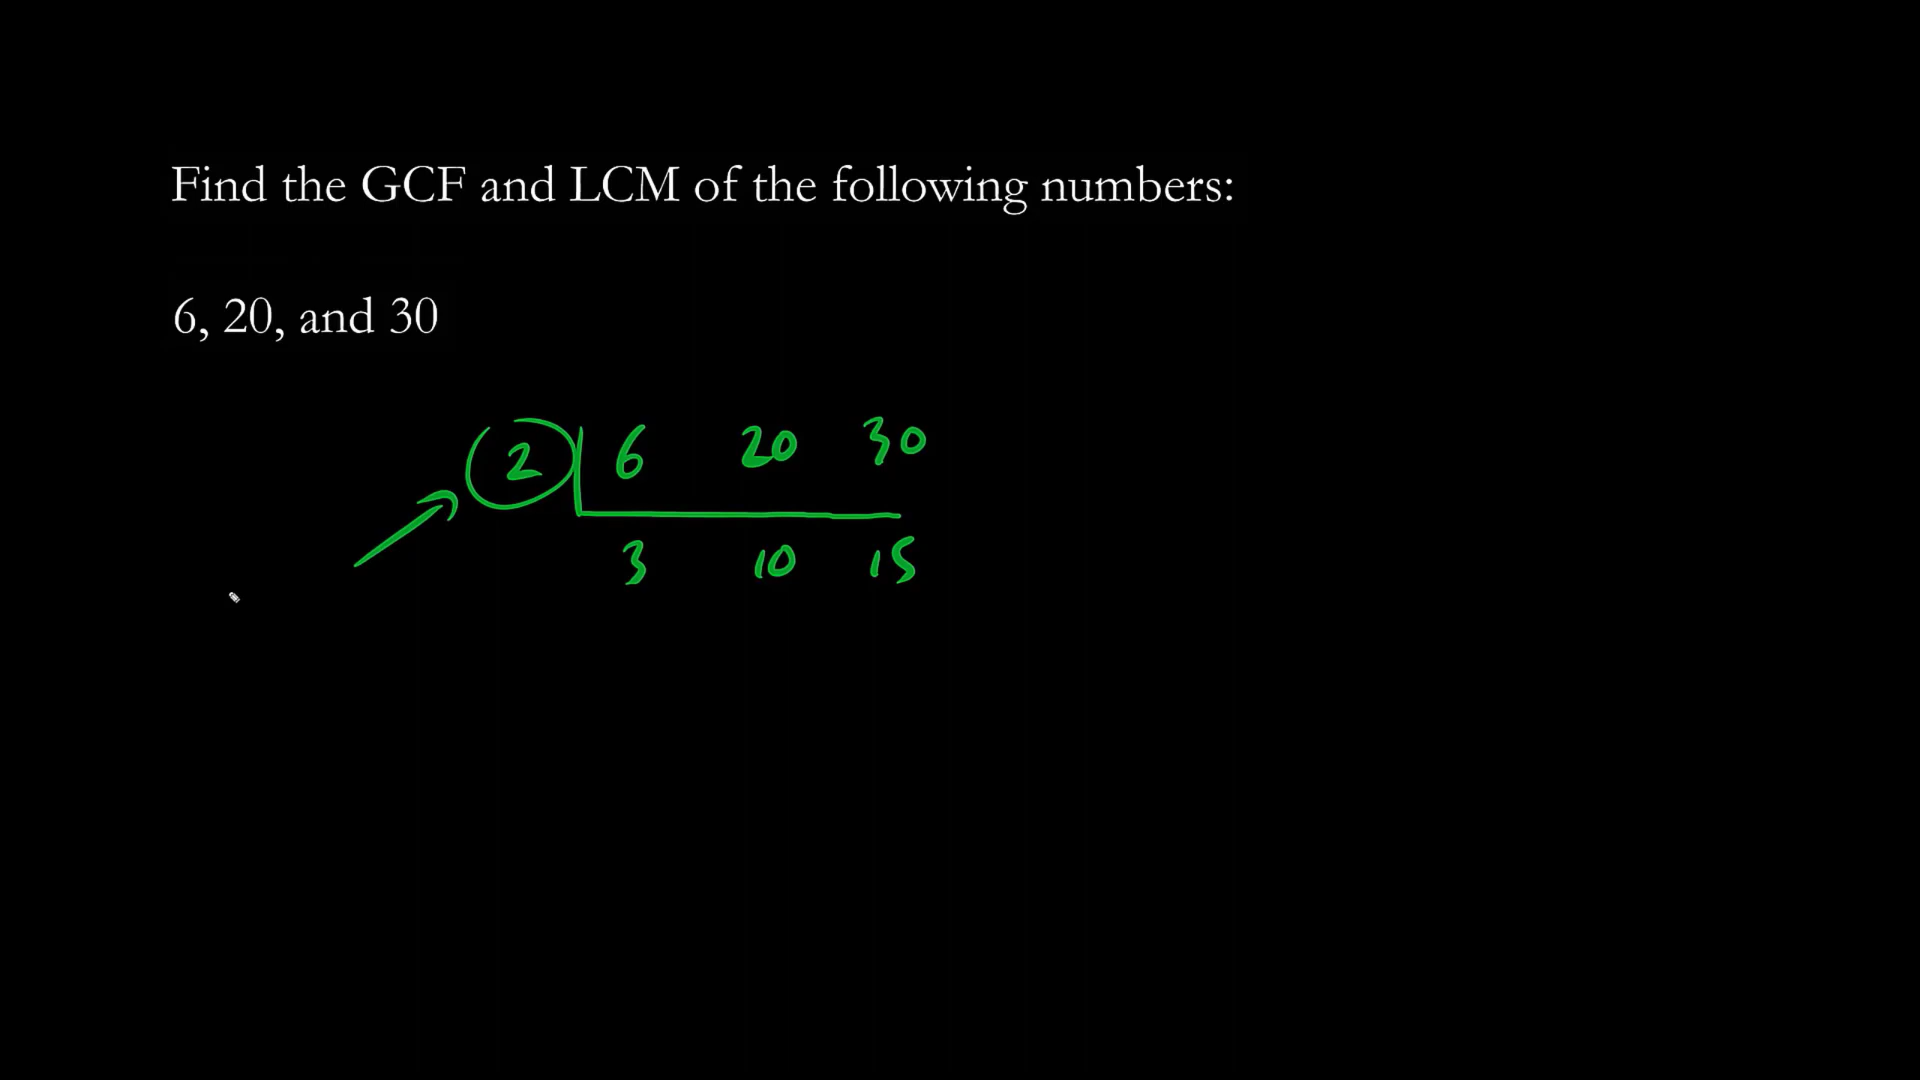 Find the GCF and LCM of the following numbers:
6, 20, and 30
2 6 20 30
3 10 15